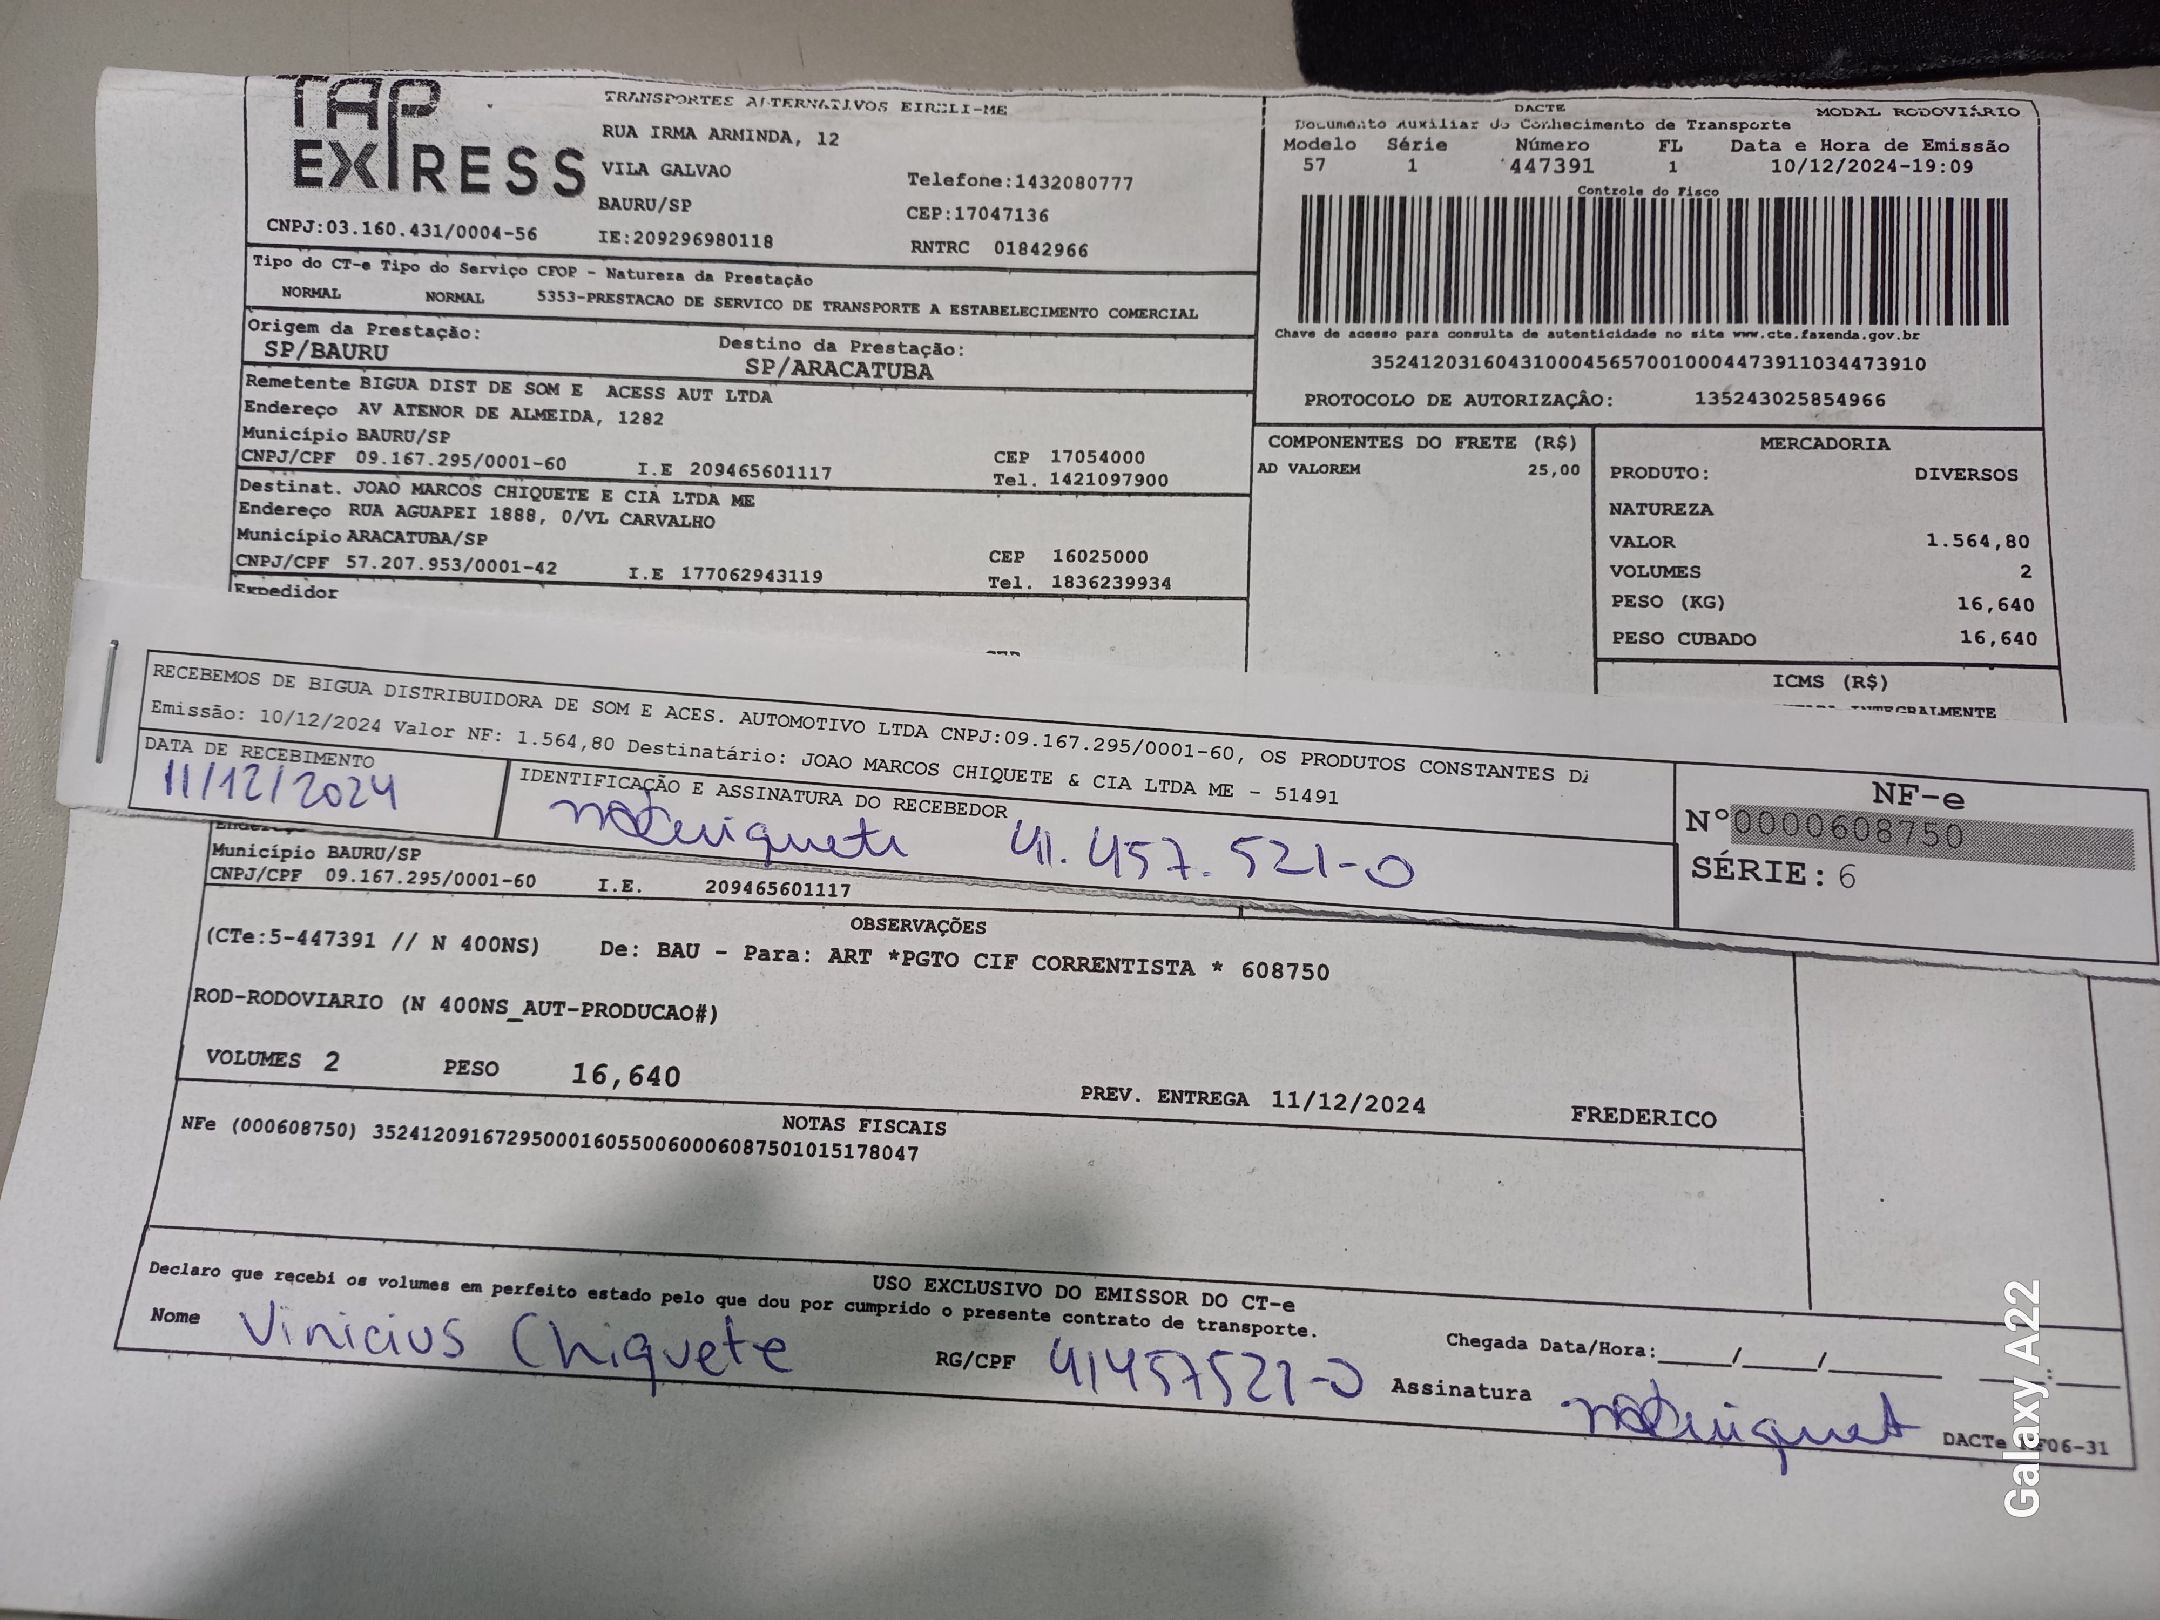 TAP EXPRESS
TRANSPORTES ALTERNATIVOS EIRELI-ME
RUA IRMA ARMINDA, 12
VILA GALVAO
Telefone:1432080777
BAURU/SP
CEP:17047136
CNPJ:03.160.431/0004-56
IE:209296980118
RNTRC 01842966
DACTE
MODAL RODOVIÁRIO
Documento Auxiliar do Conhecimento de Transporte
Modelo Série Número FL Data e Hora de Emissão
57 1 447391 1 10/12/2024-19:09
Controle do Fisco
Chave de acesso para consulta de autenticidade no site www.cte.fazenda.gov.br
35241203160431000456570010004473911034473910
PROTOCOLO DE AUTORIZAÇÂO: 135243025854966
Tipo do CT-e Tipo do Serviço CFOP - Natureza da Prestação
NORMAL NORMAL 5353-PRESTACAO DE SERVICO DE TRANSPORTE A ESTABELECIMENTO COMERCIAL
Origem da Prestação: Destino da Prestação:
SP/BAURU SP/ARACATUBA
Remetente BIGUA DIST DE SOM E ACESS AUT LTDA
Endereço AV ATENOR DE ALMEIDA, 1282
Município BAURU/SP
CEP 17054000
CNPJ/CPF 09.167.295/0001-60 I.E 209465601117
Tel. 1421097900
Destinat. JOAO MARCOS CHIQUETE E CIA LTDA ME
Endereço RUA AGUAPEI 1888, 0/VL CARVALHO
Município ARACATUBA/SP
CEP 16025000
CNPJ/CPF 57.207.953/0001-42 I.E 177062943119
Tel. 1836239934
Expedidor
COMPONENTES DO FRETE (R$)
AD VALOREM 25,00
MERCADORIA
PRODUTO: DIVERSOS
NATUREZA
VALOR 1.564,80
VOLUMES 2
PESO (KG) 16,640
PESO CUBADO 16,640
ICMS (R$)
INTEGRALMENTE
RECEBEMOS DE BIGUA DISTRIBUIDORA DE SOM E ACES. AUTOMOTIVO LTDA CNPJ:09.167.295/0001-60, OS PRODUTOS CONSTANTES DA
Emissão: 10/12/2024 Valor NF: 1.564,80 Destinatário: JOAO MARCOS CHIQUETE & CIA LTDA ME - 51491
DATA DE RECEBIMENTO
11/12/2024
IDENTIFICAÇÃO E ASSINATURA DO RECEBEDOR
41.457.521-0
NF-e
Nº0000608750
SÉRIE: 6
Endereço
Município BAURU/SP
CNPJ/CPF 09.167.295/0001-60 I.E. 209465601117
OBSERVAÇÕES
(CTe:5-447391 // N 400NS) De: BAU - Para: ART *PGTO CIF CORRENTISTA * 608750
ROD-RODOVIARIO (N 400NS_AUT-PRODUCAO#)
VOLUMES 2 PESO 16,640
PREV. ENTREGA 11/12/2024 FREDERICO
NOTAS FISCAIS
NFe (000608750) 35241209167295000160550060006087501015178047
USO EXCLUSIVO DO EMISSOR DO CT-e
Declaro que recebi os volumes em perfeito estado pelo que dou por cumprido o presente contrato de transporte.
Nome Vinicius Chiquete RG/CPF 41457521-0
Chegada Data/Hora:____/____/______ ___:___
Assinatura
DACTe 06-31
Galaxy A22